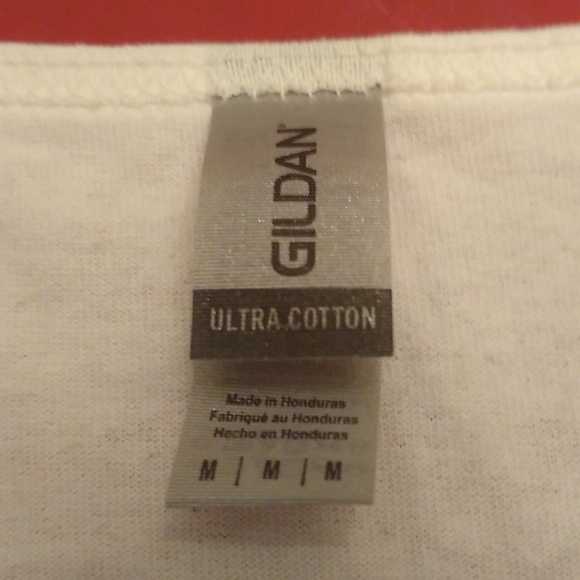 GILDAN
ULTRA COTTON
Made in Honduras
Fabriqué au Honduras
Hecho en Honduras
M | M | M